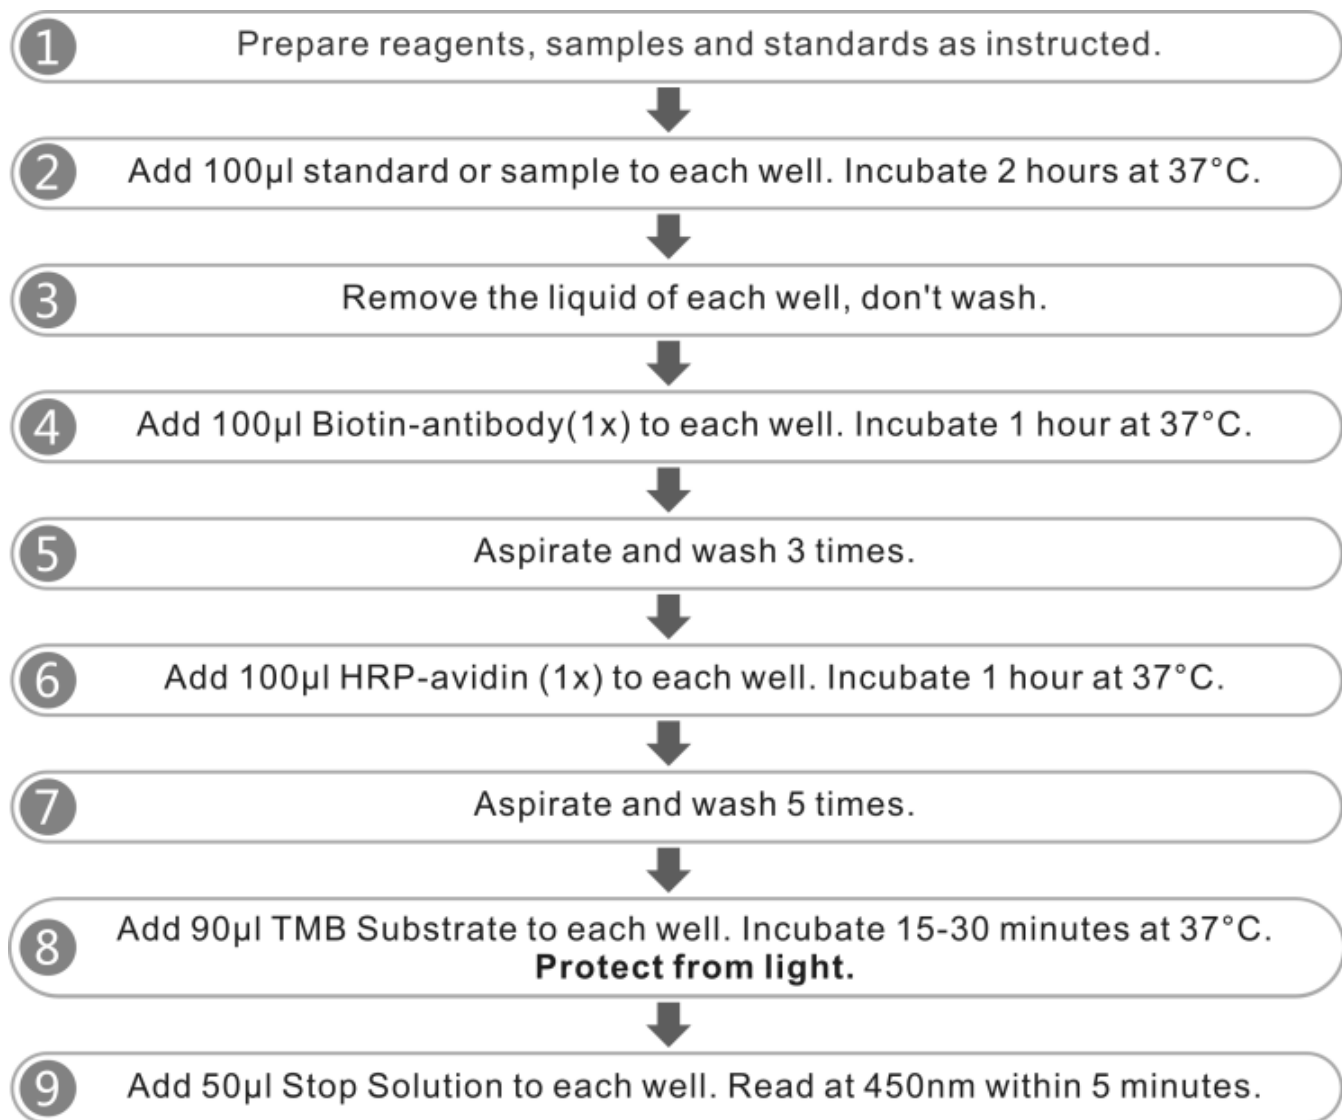 1 Prepare reagents, samples and standards as instructed.
2 Add 100µl standard or sample to each well. Incubate 2 hours at 37°C.
3 Remove the liquid of each well, don't wash.
4 Add 100µl Biotin-antibody(1x) to each well. Incubate 1 hour at 37°C.
5 Aspirate and wash 3 times.
6 Add 100µl HRP-avidin (1x) to each well. Incubate 1 hour at 37°C.
7 Aspirate and wash 5 times.
8 Add 90µl TMB Substrate to each well. Incubate 15-30 minutes at 37°C.
Protect from light.
9 Add 50µl Stop Solution to each well. Read at 450nm within 5 minutes.